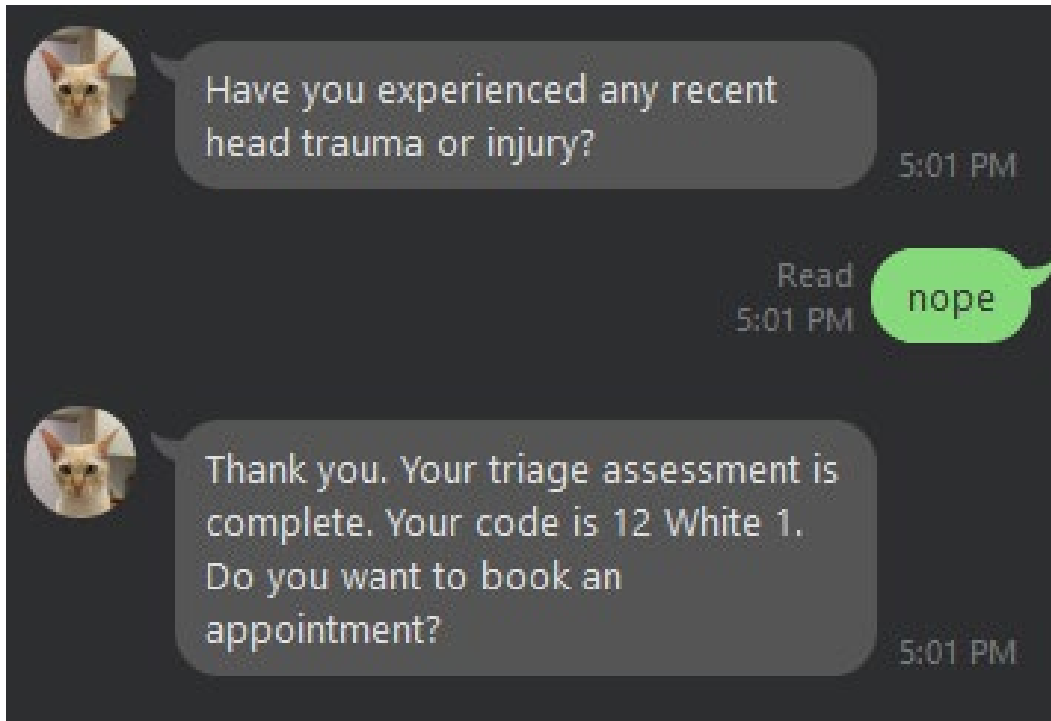 Have you experienced any recent
head trauma or injury?
5:01 PM
Read
5:01 PM
nope
Thank you. Your triage assessment is
complete. Your code is 12 White 1.
Do you want to book an
appointment?
5:01 PM